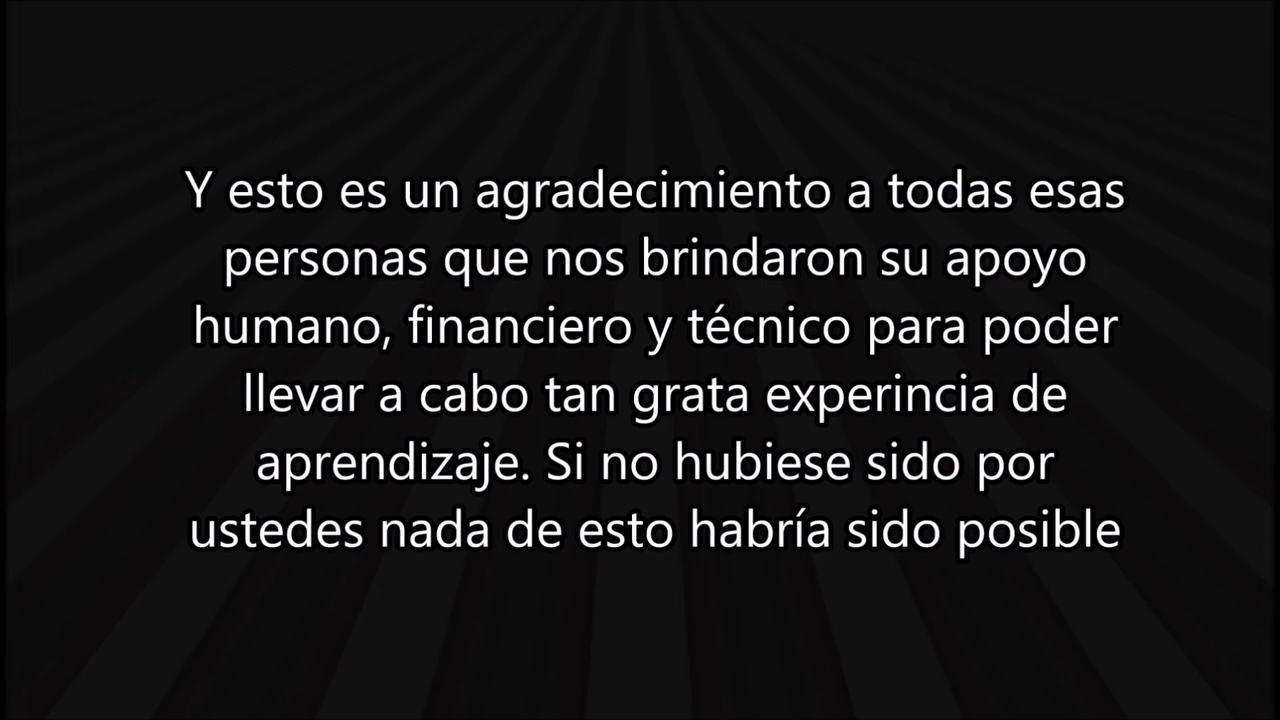 Y esto es un agradecimiento a todas esas
personas que nos brindaron su apoyo
humano, financiero y técnico para poder
llevar a cabo tan grata experincia de
aprendizaje. Si no hubiese sido por
ustedes nada de esto habría sido posible